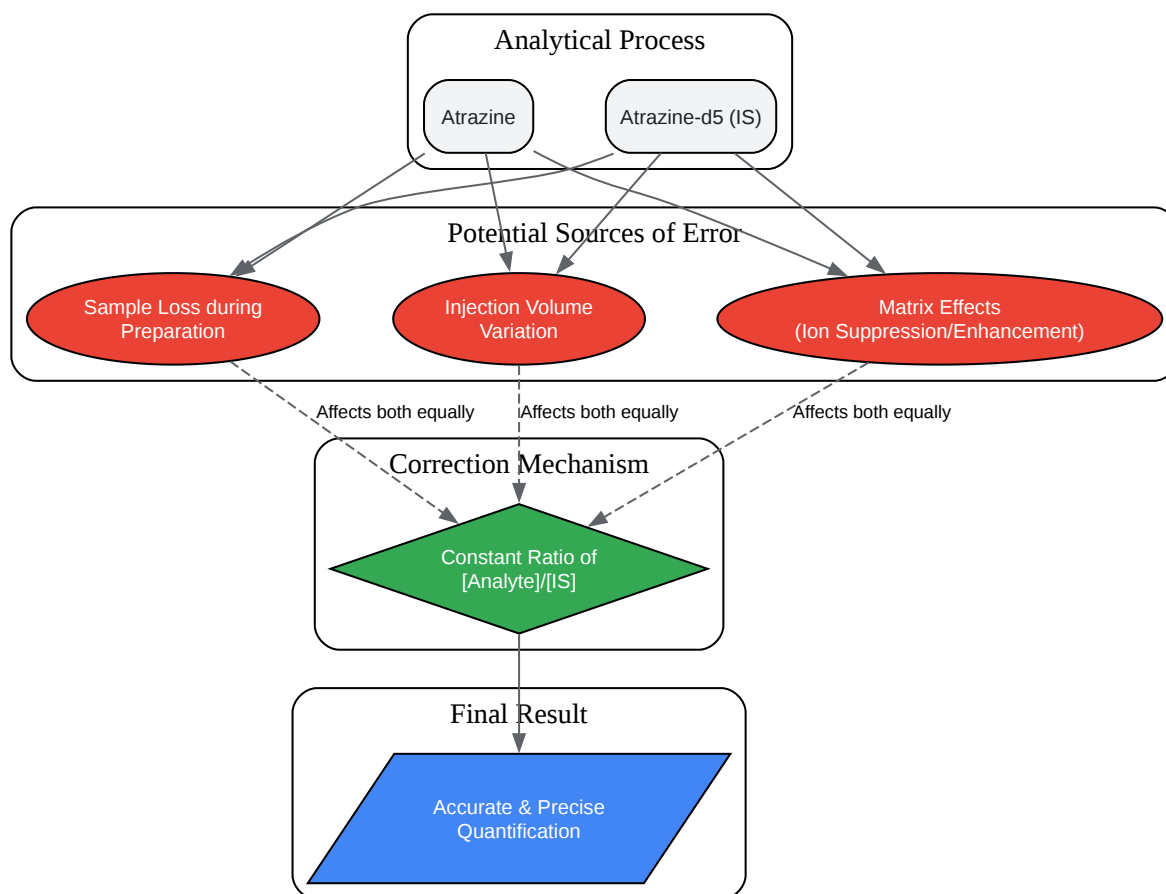 Analytical Process
Atrazine
Atrazine-d5 (IS)
Potential Sources of Error
Sample Loss during
Preparation
Injection Volume
Variation
Matrix Effects
(Ion Suppression/Enhancement)
Affects both equally
Affects both equally
Affects both equally
Correction Mechanism
Constant Ratio of
[Analyte]/[IS]
Final Result
Accurate & Precise
Quantification